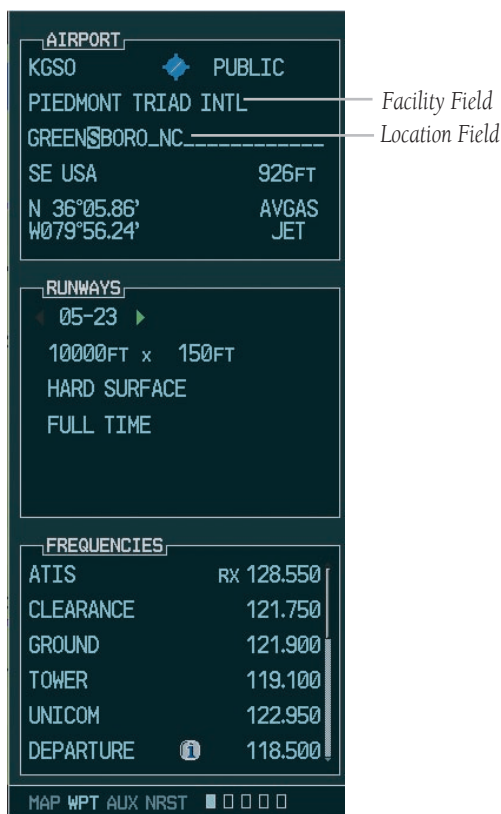 AIRPORT
KGSO PUBLIC
PIEDMONT TRIAD INTL
Facility Field
GREENSBORO_NC____________
Location Field
SE USA 926FT
N 36°05.86' AVGAS
W079°56.24' JET
RUNWAYS
05-23
10000FT x 150FT
HARD SURFACE
FULL TIME
FREQUENCIES
ATIS RX 128.550
CLEARANCE 121.750
GROUND 121.900
TOWER 119.100
UNICOM 122.950
DEPARTURE i 118.500
MAP WPT AUX NRST